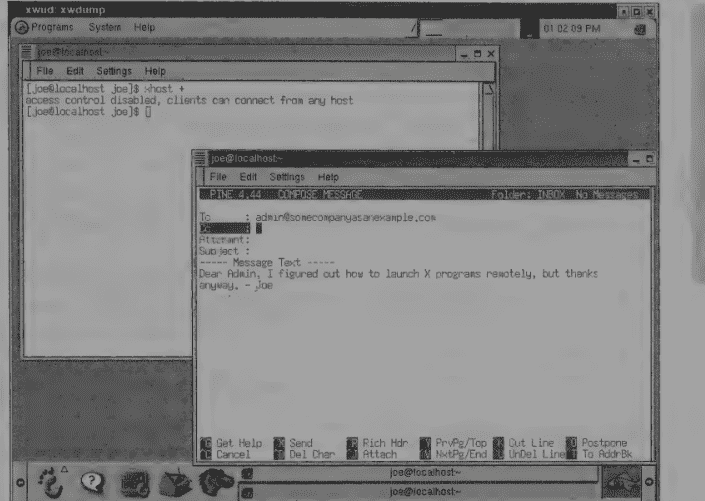 xwud: xwdump
Programs System Help
01 02 09 PM
joe@localhost:~
File Edit Settings Help
[joe@localhost joe]$ xhost +
access control disabled, clients can connect from any host
[joe@localhost joe]$
joe@localhost:~
File Edit Settings Help
PINE 4.44 COMPOSE MESSAGE Folder: INBOX No Messages
To : admin@somecompanyasanexample.com
Cc :
Attchmnt:
Subject :
----- Message Text -----
Dear Admin, I figured out how to launch X programs remotely, but thanks
anyway. - Joe
^G Get Help ^X Send ^R Rich Hdr ^Y PrvPg/Top ^K Cut Line ^O Postpone
^C Cancel ^D Del Char ^J Attach ^V NxtPg/End ^U UnDel Line ^T To AddrBk
joe@localhost:~
joe@localhost:~